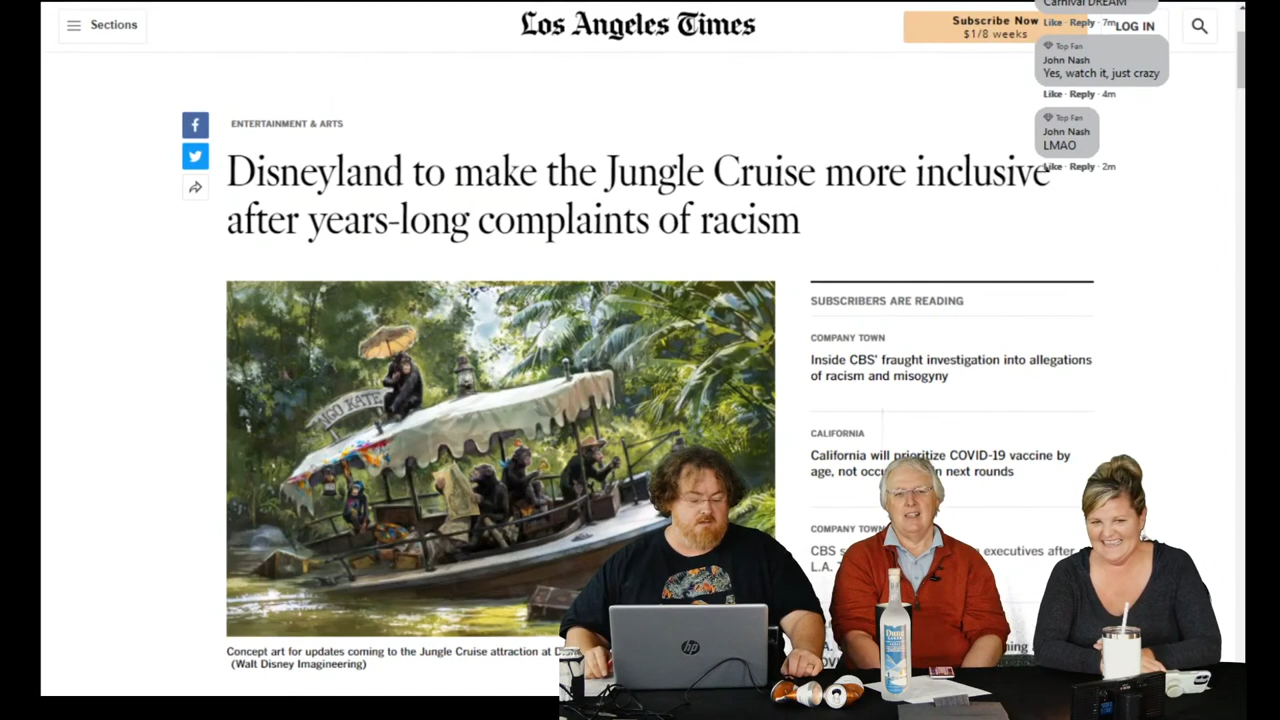 Sections
Los Angeles Times
Subscribe Now
$1/8 weeks
LOG IN
Carnival DREAM
Like · Reply · 7m
Top Fan
John Nash
Yes, watch it, just crazy
Like · Reply · 4m
Top Fan
John Nash
LMAO
Like · Reply · 2m
ENTERTAINMENT & ARTS
Disneyland to make the Jungle Cruise more inclusive
after years-long complaints of racism
NGO KATE
SUBSCRIBERS ARE READING
COMPANY TOWN
Inside CBS' fraught investigation into allegations
of racism and misogyny
CALIFORNIA
California will prioritize COVID-19 vaccine by
age, not in next rounds
COMPANY TOWN
CBS executives after
L.A.
Concept art for updates coming to the Jungle Cruise attraction at
(Walt Disney Imagineering)
hp